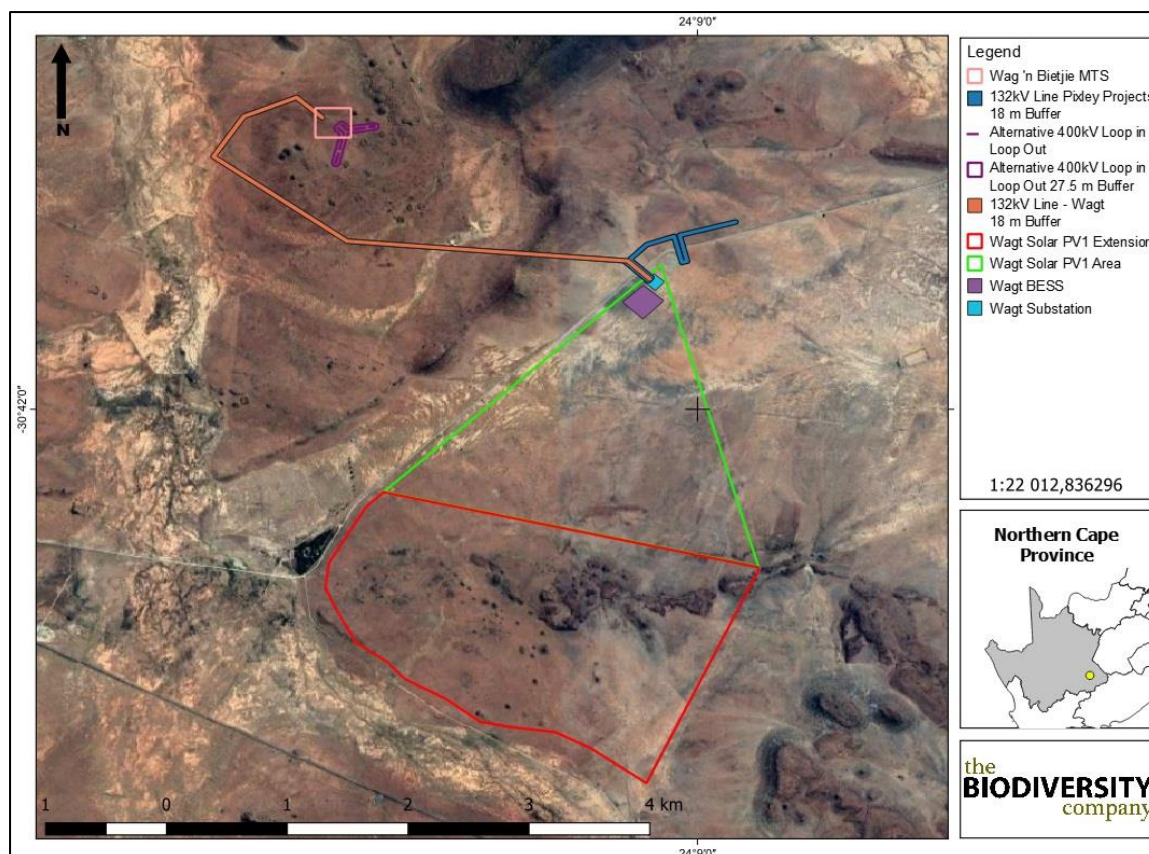 24°9'0"
N
-30°42'0"
1 0 1 2 3 4 km
24°9'0"
Legend
Wag 'n Bietjie MTS
132kV Line Pixley Projects
18 m Buffer
Alternative 400kV Loop in
Loop Out
Alternative 400kV Loop in
Loop Out 27.5 m Buffer
132kV Line - Wagt
18 m Buffer
Wagt Solar PV1 Extension
Wagt Solar PV1 Area
Wagt BESS
Wagt Substation
1:22 012,836296
Northern Cape
Province
the
BIODIVERSITY
company